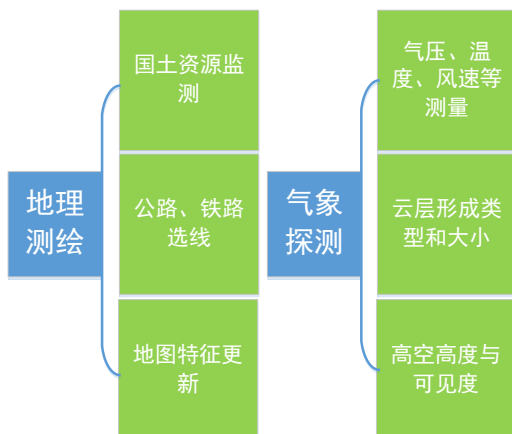 地理
测绘
国土资源监
测
公路、铁路
选线
地图特征更
新
气象
探测
气压、温
度、风速等
测量
云层形成类
型和大小
高空高度与
可见度